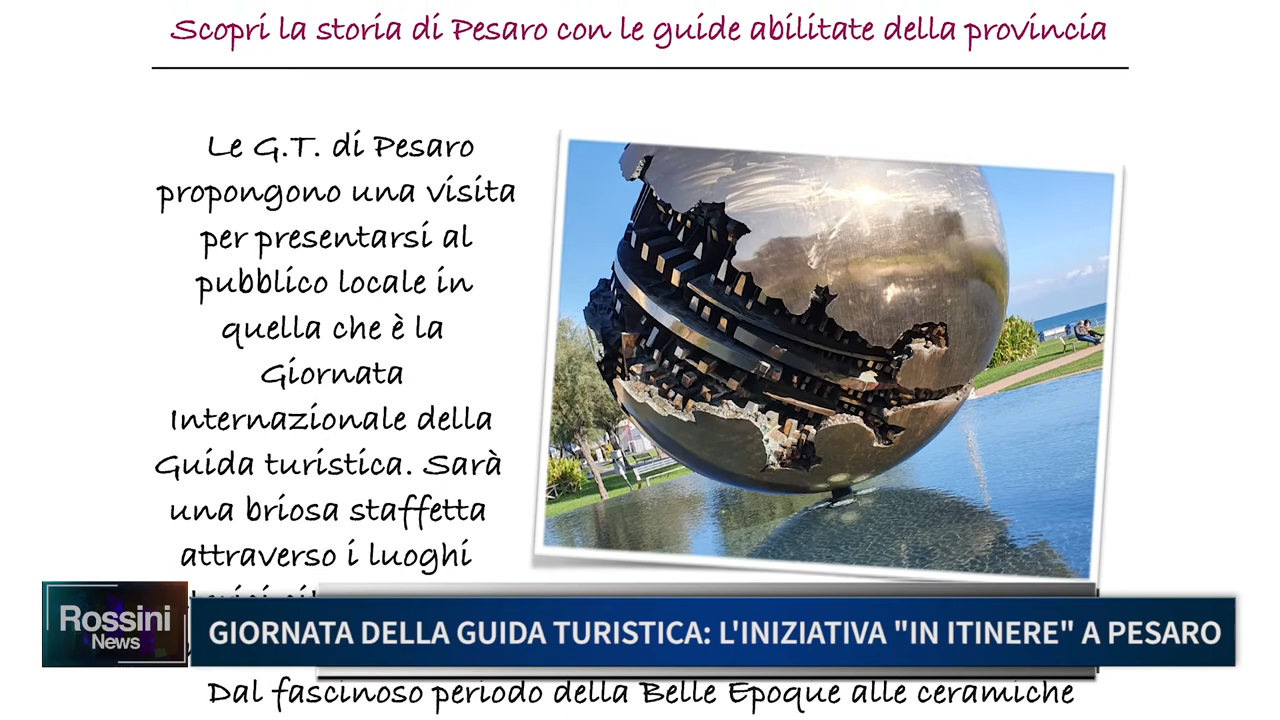 Scopri la storia di Pesaro con le guide abilitate della provincia
Le G.T. di Pesaro
propongono una visita
per presentarsi al
pubblico locale in
quella che è la
Giornata
Internazionale della
Guida turistica. Sarà
una briosa staffetta
attraverso i luoghi
Rossini
News
GIORNATA DELLA GUIDA TURISTICA: L'INIZIATIVA "IN ITINERE" A PESARO
Dal fascinoso periodo della Belle Epoque alle ceramiche